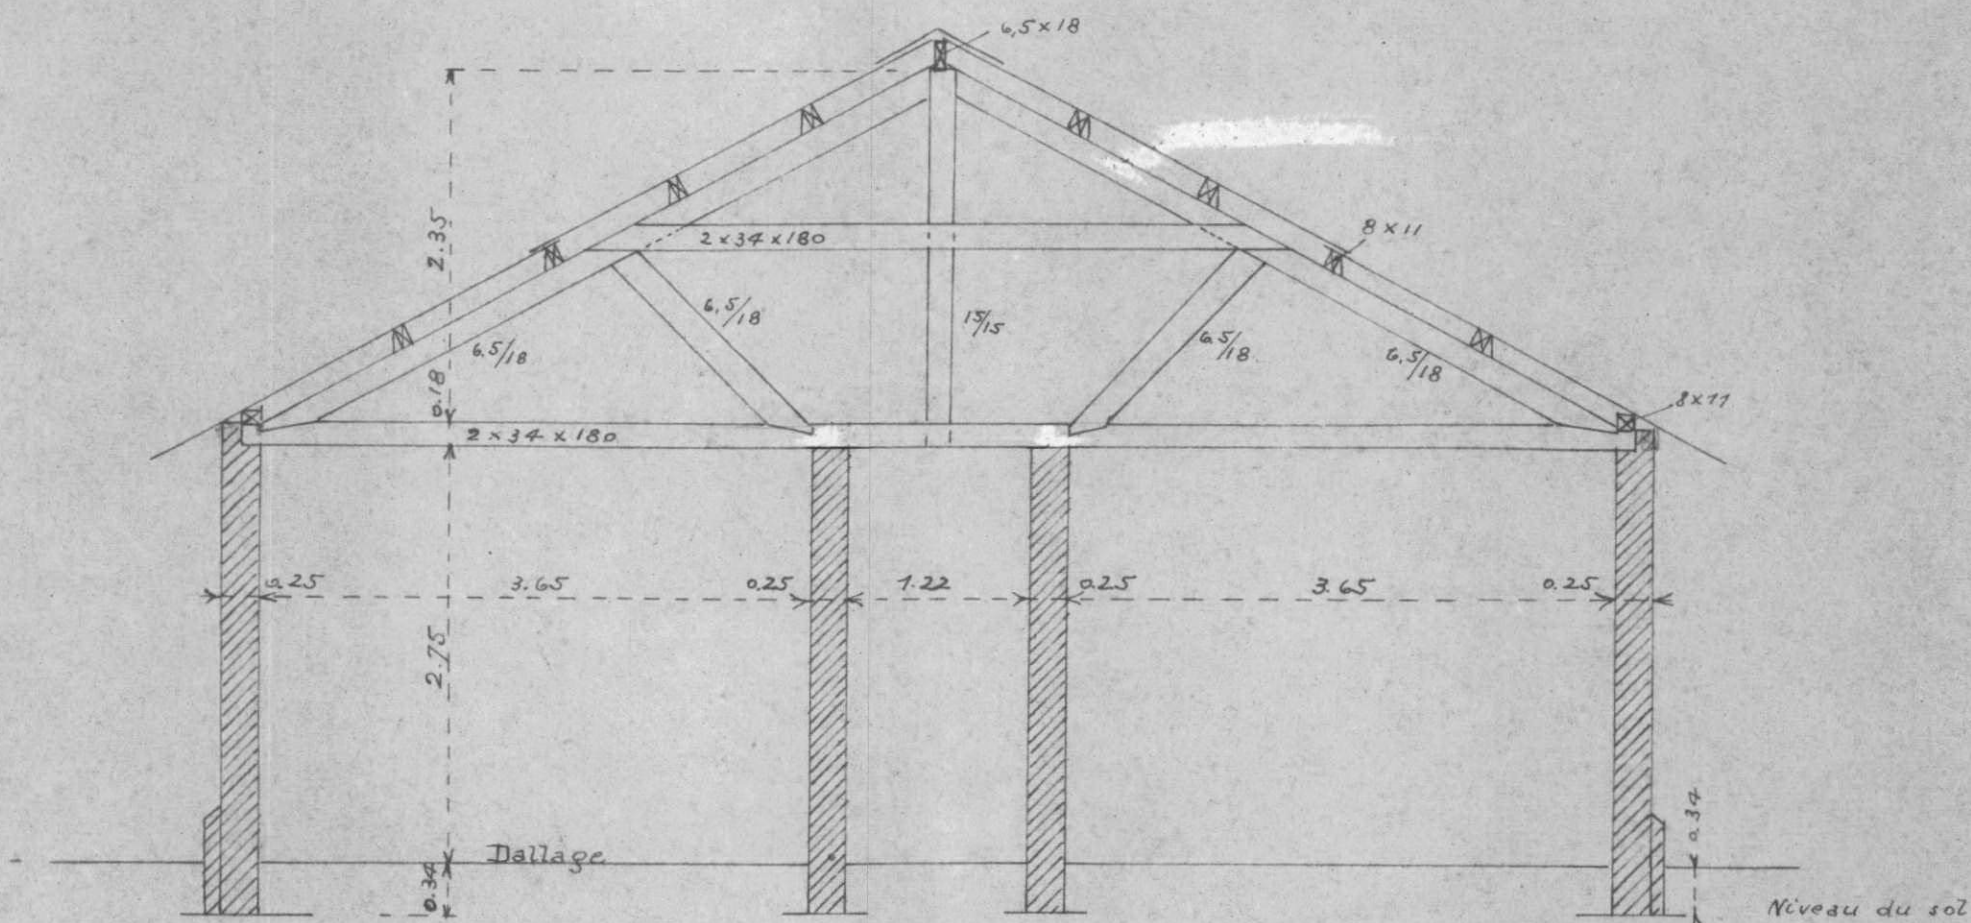 6,5 x 18
2.35
2 x 34 x 180
8 x 11
6,5/18
15/15
6.5/18
6.5/18
6.5/18
0.18
8 x 11
2 x 34 x 180
0.25
3.65
0.25
1.22
0.25
3.65
0.25
2.75
0.34
Dallage
0.34
Niveau du sol